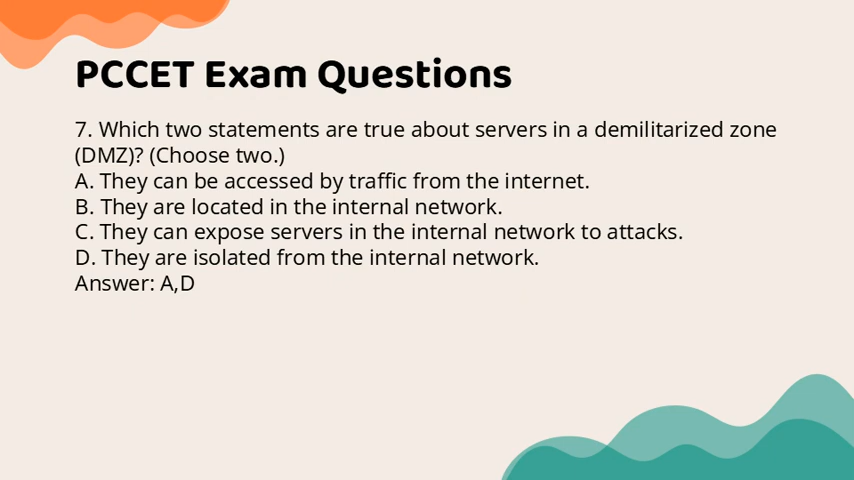 PCCET Exam Questions
7. Which two statements are true about servers in a demilitarized zone
(DMZ)? (Choose two.)
A. They can be accessed by traffic from the internet.
B. They are located in the internal network.
C. They can expose servers in the internal network to attacks.
D. They are isolated from the internal network.
Answer: A,D